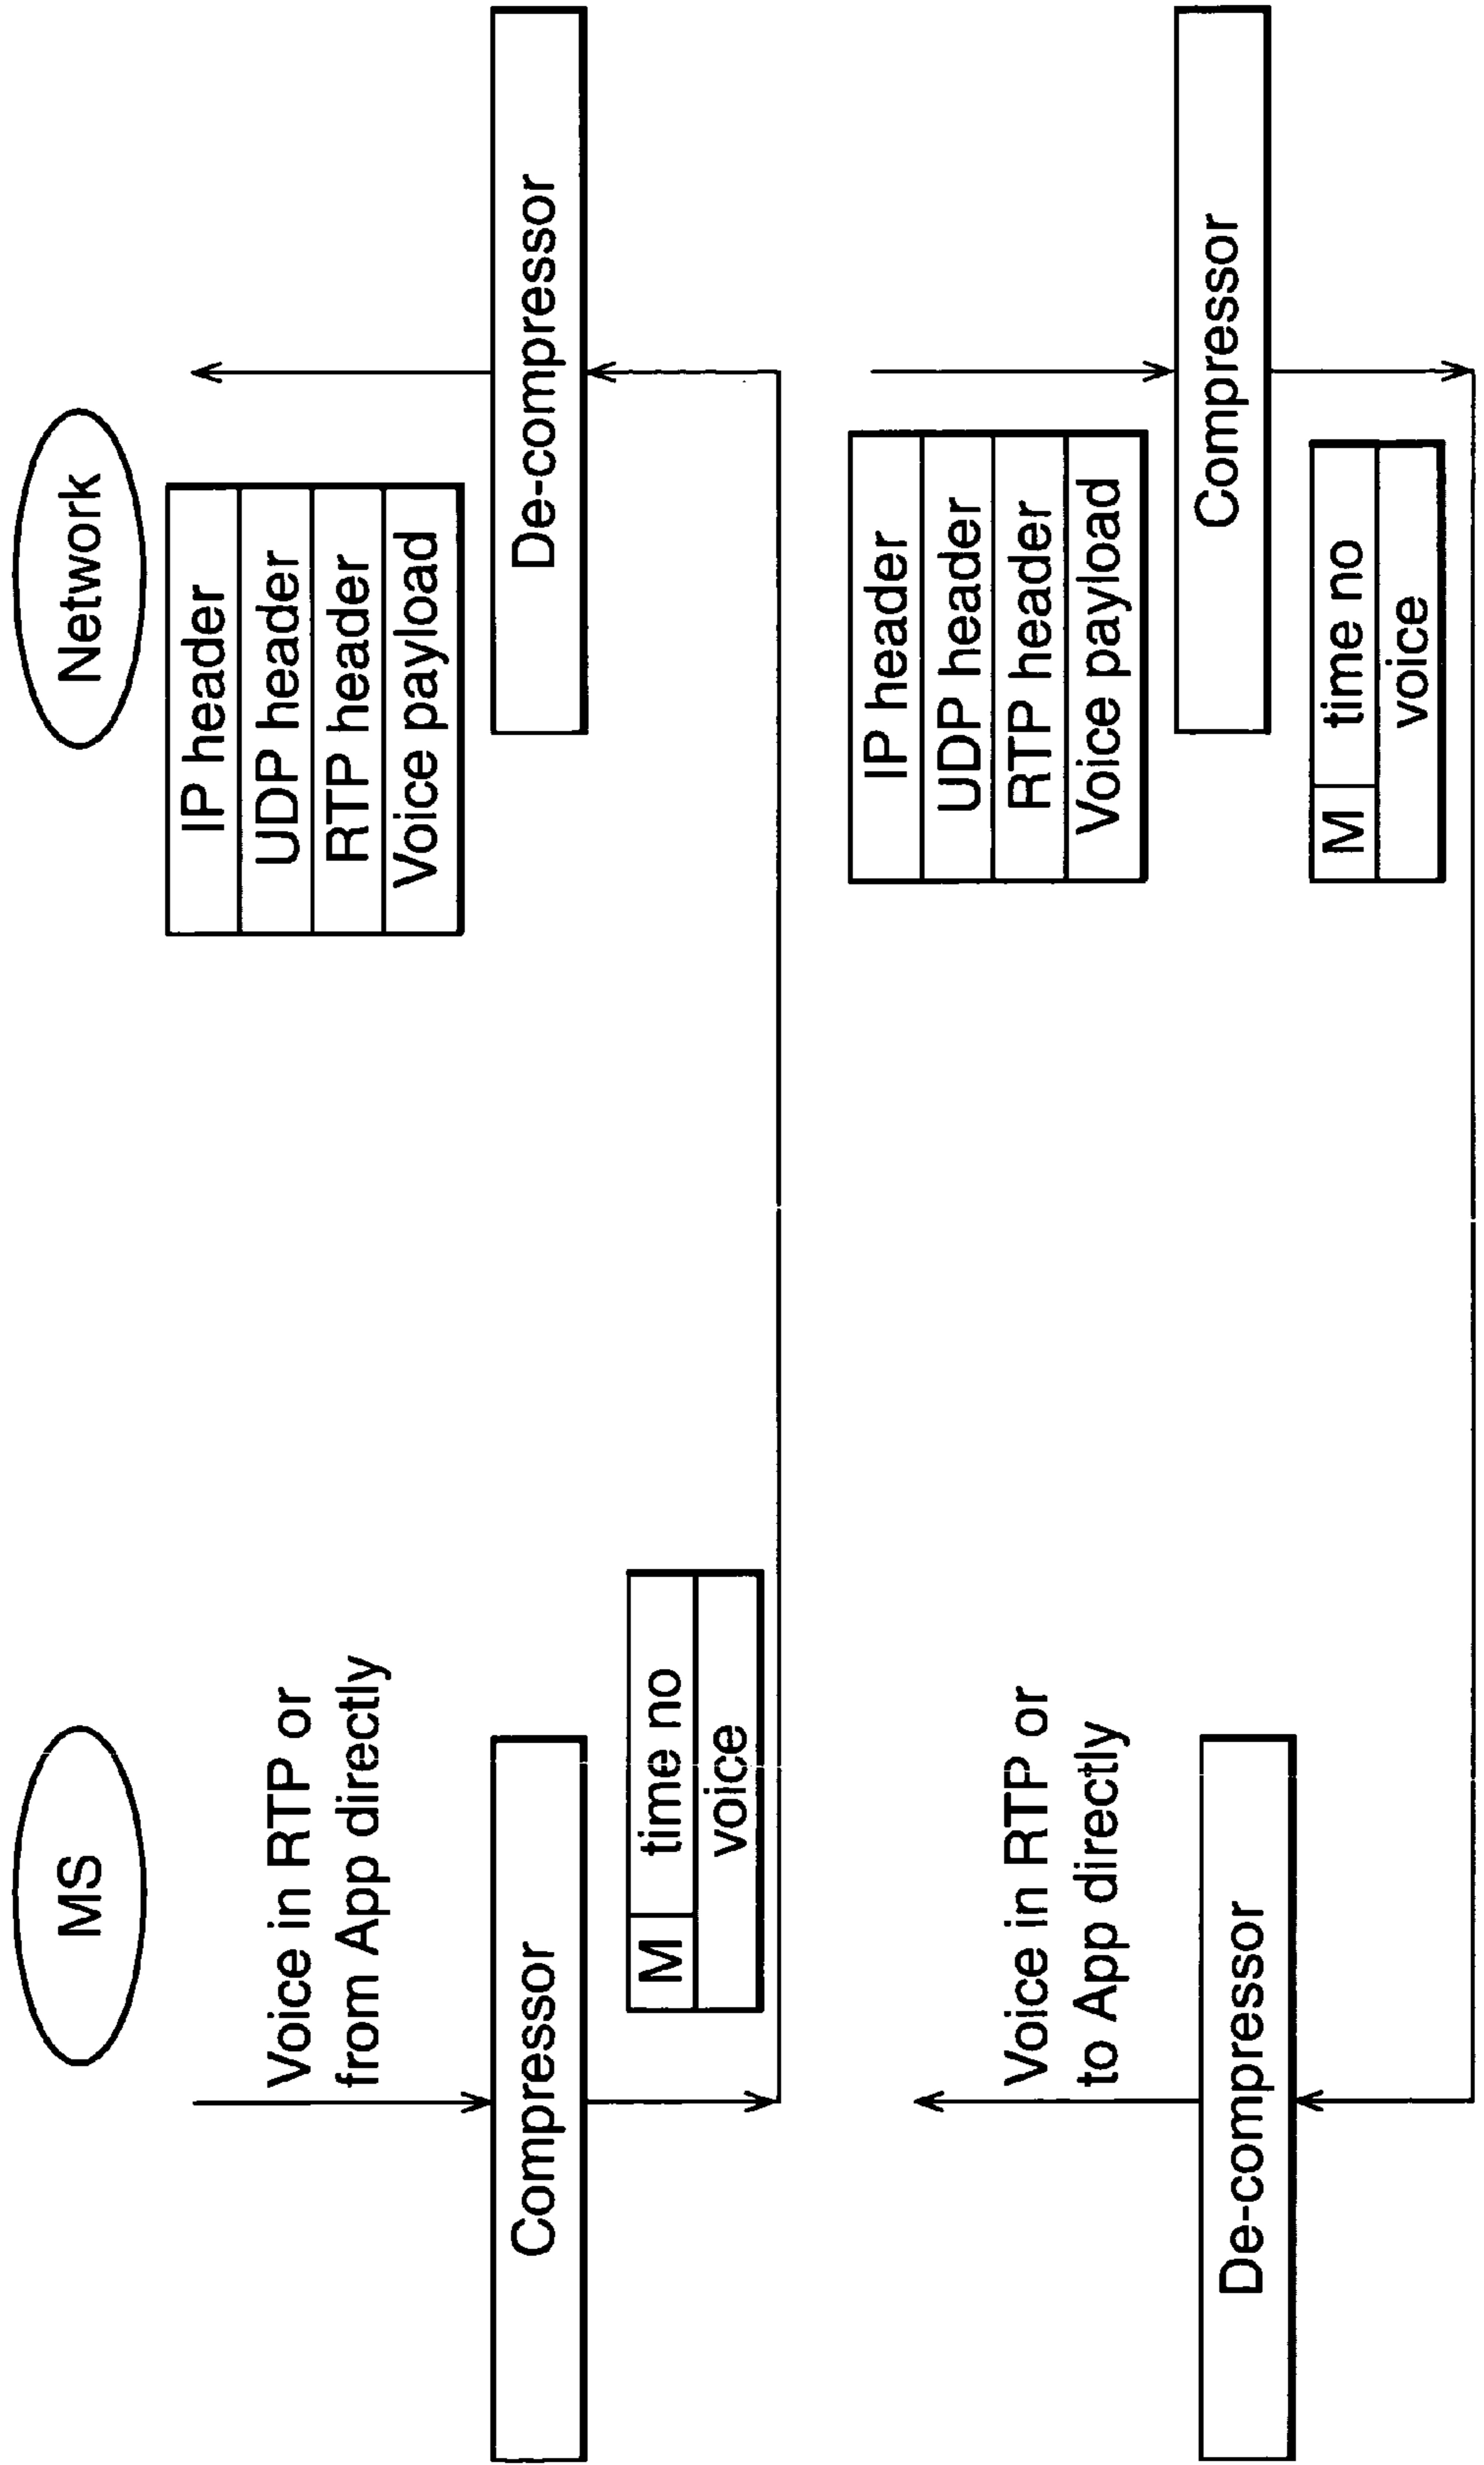 MS
Network
Voice in RTP or
from App directly
IP header
UDP header
RTP header
Voice payload
Compressor
De-compressor
M
time no
voice
Voice in RTP or
to App directly
IP header
UDP header
RTP header
Voice payload
De-compressor
Compressor
M
time no
voice